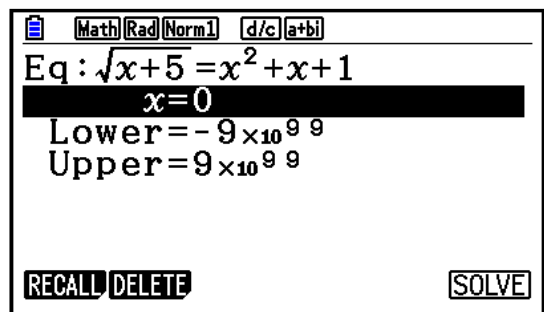 Math Rad Norm1 d/c a+bi
Eq:√x+5=x²+x+1
x=0
Lower=-9×10⁹⁹
Upper=9×10⁹⁹
RECALL DELETE SOLVE